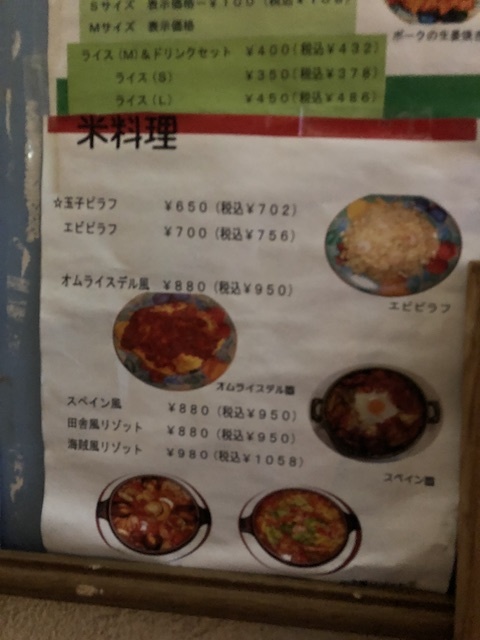 Sサイズ 表示価格－￥100
Mサイズ 表示価格
ライス(M)&ドリンクセット ￥400(税込￥432)
ライス(S) ￥350(税込￥378)
ライス(L) ￥450(税込￥486)
ポークの生姜焼き
米料理
☆玉子ピラフ ￥650(税込￥702)
エビピラフ ￥700(税込￥756)
エビピラフ
オムライスデル風 ￥880(税込￥950)
オムライスデル風
スペイン風 ￥880(税込￥950)
田舎風リゾット ￥880(税込￥950)
海賊風リゾット ￥980(税込￥1058)
スペイン風